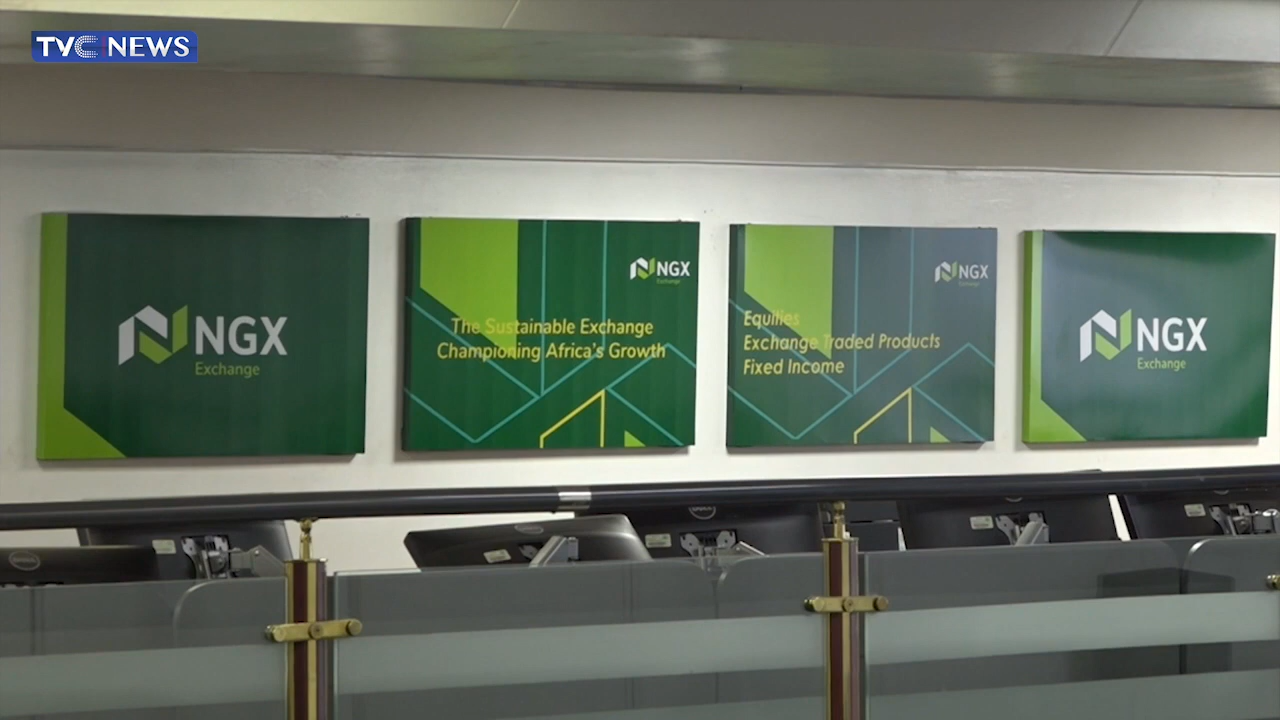 TVC NEWS
NGX
Exchange
NGX
Exchange
The Sustainable Exchange
Championing Africa's Growth
NGX
Exchange
Equities
Exchange Traded Products
Fixed Income
NGX
Exchange